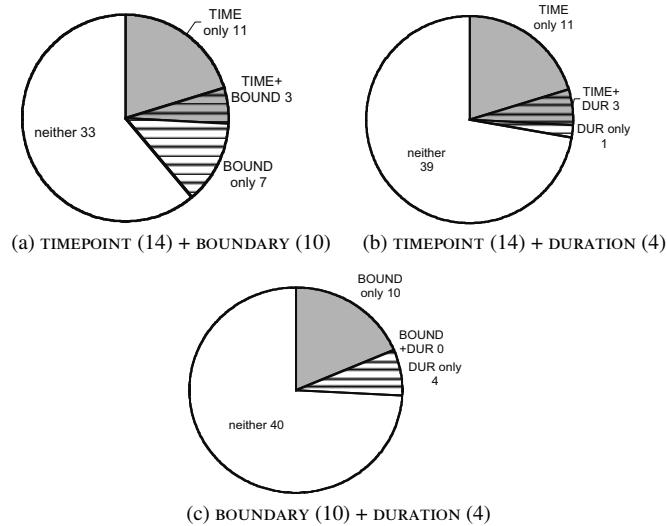 TIME
only 11
TIME+
BOUND 3
neither 33
BOUND
only 7
(a) TIMEPOINT (14) + BOUNDARY (10)
TIME
only 11
TIME+
DUR 3
DUR only
1
neither
39
(b) TIMEPOINT (14) + DURATION (4)
BOUND
only 10
BOUND
+DUR 0
DUR only
4
neither 40
(c) BOUNDARY (10) + DURATION (4)